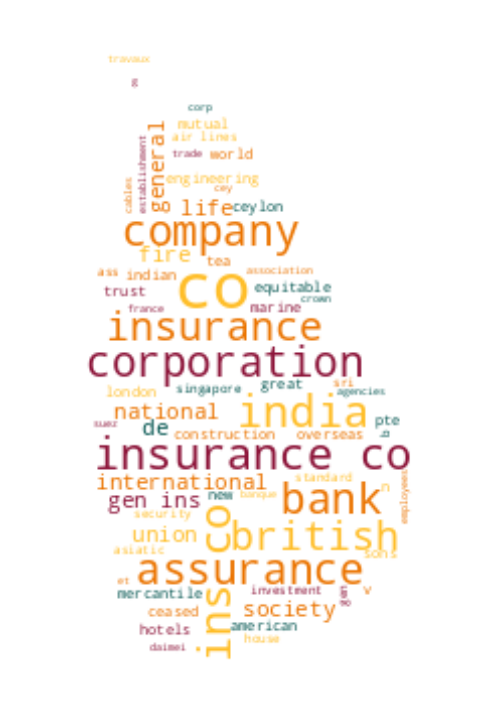 travaux
g
corp
mutual
air lines
establishment
general
trade world
engineering
cables
cey
life ceylon
company
fire
tea
ass indian
association
co
equitable
trust
crown
france
marine
insurance
corporation
london
singapore
great
sri
agencies
national
india
suez
de
pte
construction overseas
insurance co
international
standard
employees
gen ins
new
banque
bank
n
security
co
union
british
asiatic
sons
et
assurance
mercantile
investment
v
ins
ceased
society
hotels
american
house
daimei